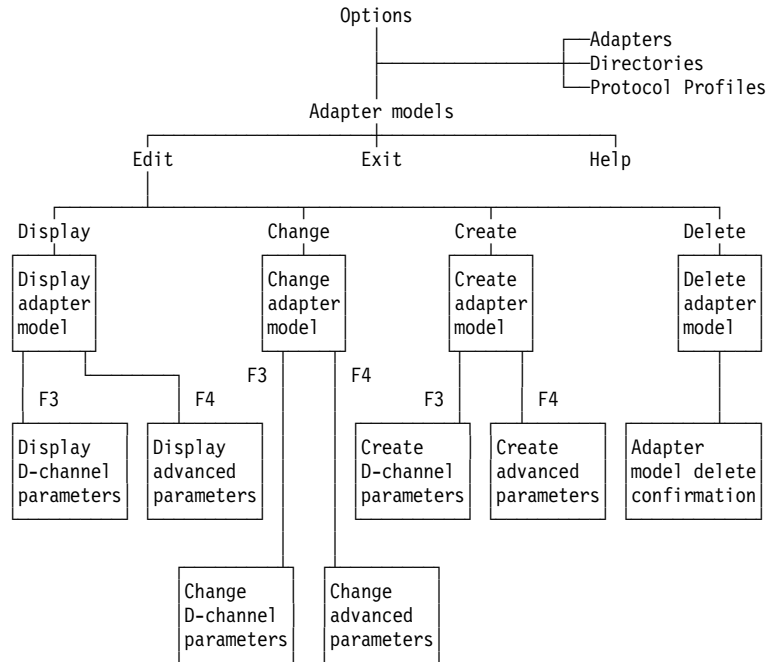 Options
Adapters
Directories
Protocol Profiles
Adapter models
Edit Exit Help
Display Change Create Delete
Display Change Create Delete
adapter adapter adapter adapter
model model model model
F3 F4
F3 F4 F3 F4
Display Display Create Create Adapter
D-channel advanced D-channel advanced model delete
parameters parameters parameters parameters confirmation
Change Change
D-channel advanced
parameters parameters